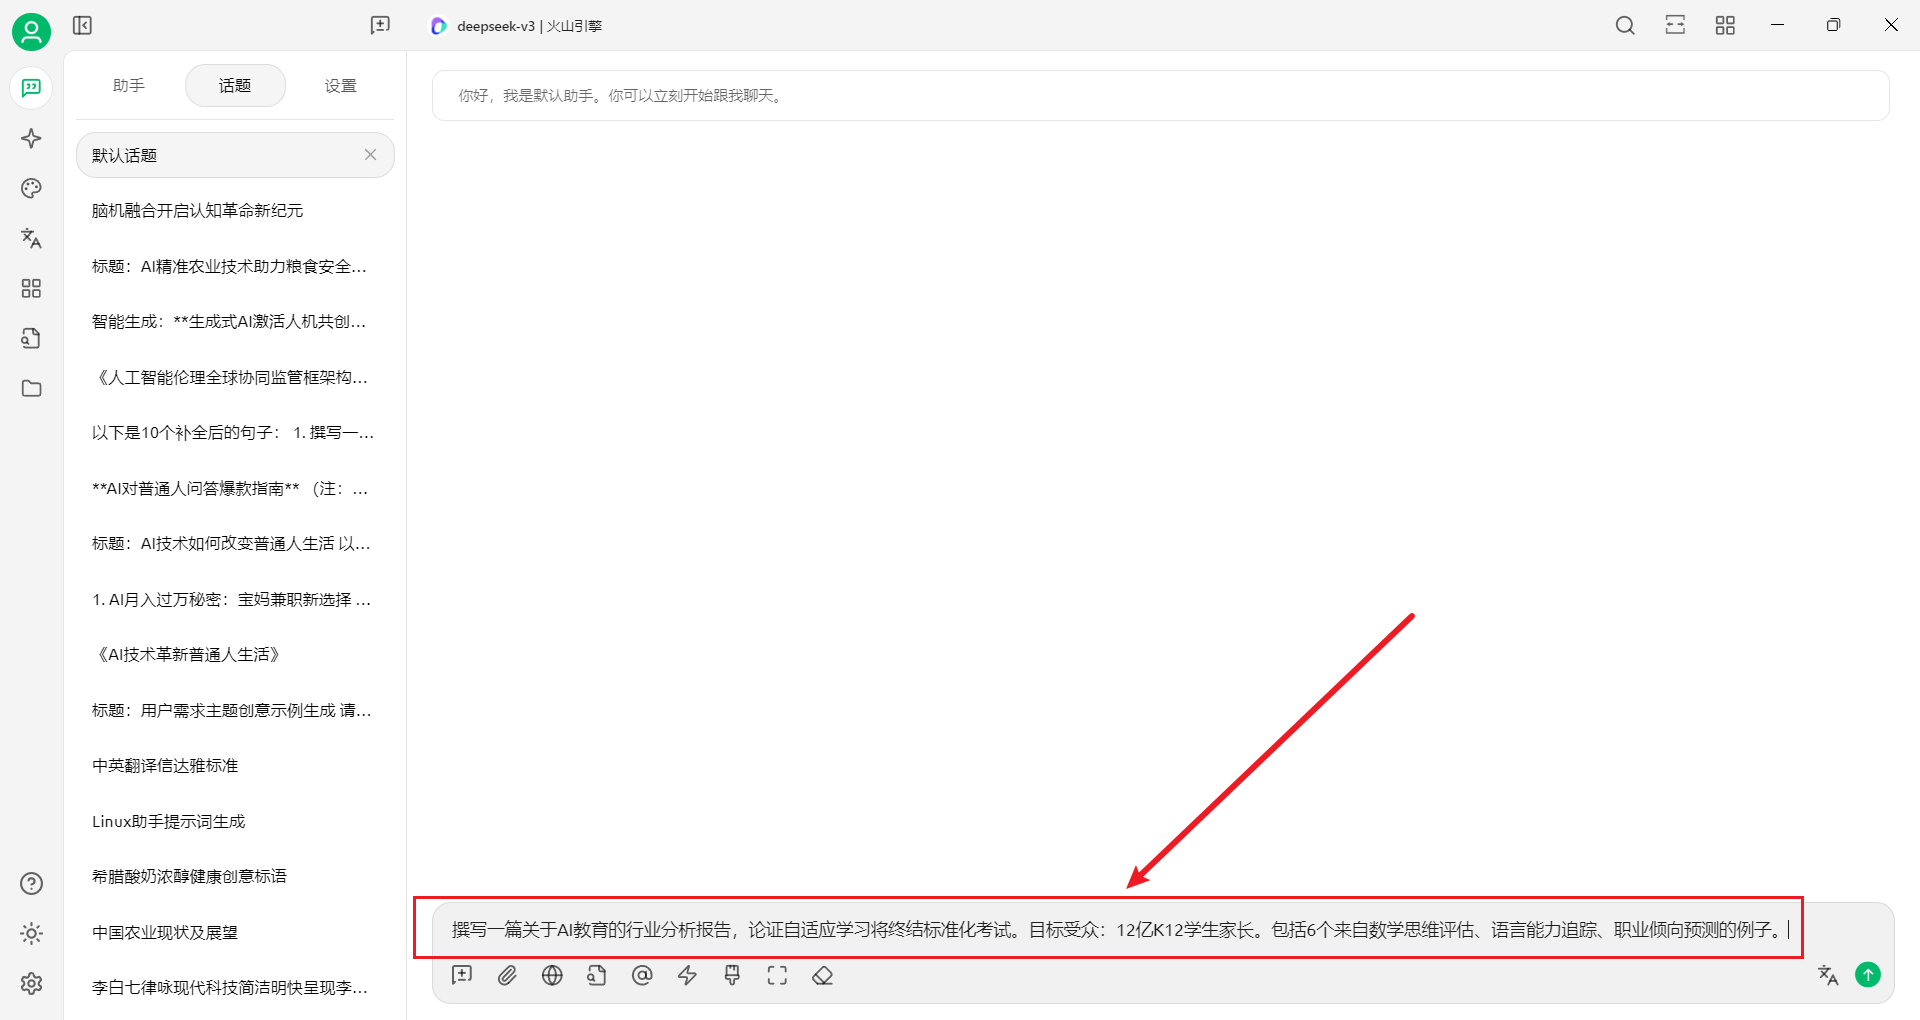 deepseek-v3 | 火山引擎
助手
话题
设置
默认话题
脑机融合开启认知革命新纪元
标题：AI精准农业技术助力粮食安全...
智能生成：**生成式AI激活人机共创...
《人工智能伦理全球协同监管框架构...
以下是10个补全后的句子： 1. 撰写一...
**AI对普通人问答爆款指南** （注：...
标题：AI技术如何改变普通人生活 以...
1. AI月入过万秘密：宝妈兼职新选择 ...
《AI技术革新普通人生活》
标题：用户需求主题创意示例生成 请...
中英翻译信达雅标准
Linux助手提示词生成
希腊酸奶浓醇健康创意标语
中国农业现状及展望
李白七律咏现代科技简洁明快呈现李...
你好，我是默认助手。你可以立刻开始跟我聊天。
撰写一篇关于AI教育的行业分析报告，论证自适应学习将终结标准化考试。目标受众：12亿K12学生家长。包括6个来自数学思维评估、语言能力追踪、职业倾向预测的例子。